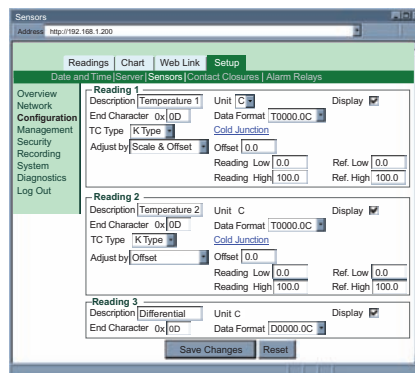 Sensors
Address http://192.168.1.200
Readings Chart Web Link Setup
Date and Time|Server|Sensors|Contact Closures | Alarm Relays
Overview
Network
Configuration
Management
Security
Recording
System
Diagnostics
Log Out
Reading 1
Description Temperature 1 Unit C Display
End Character 0x 0D Data Format T0000.0C
TC Type K Type Cold Junction
Adjust by Scale & Offset Offset 0.0
Reading Low 0.0 Ref. Low 0.0
Reading High 100.0 Ref. High 100.0
Reading 2
Description Temperature 2 Unit C Display
End Character 0x 0D Data Format T0000.0C
TC Type K Type Cold Junction
Adjust by Offset Offset 0.0
Reading Low 0.0 Ref. Low 0.0
Reading High 100.0 Ref. High 100.0
Reading 3
Description Differential Unit C Display
End Character 0x 0D Data Format D0000.0C
Save Changes Reset